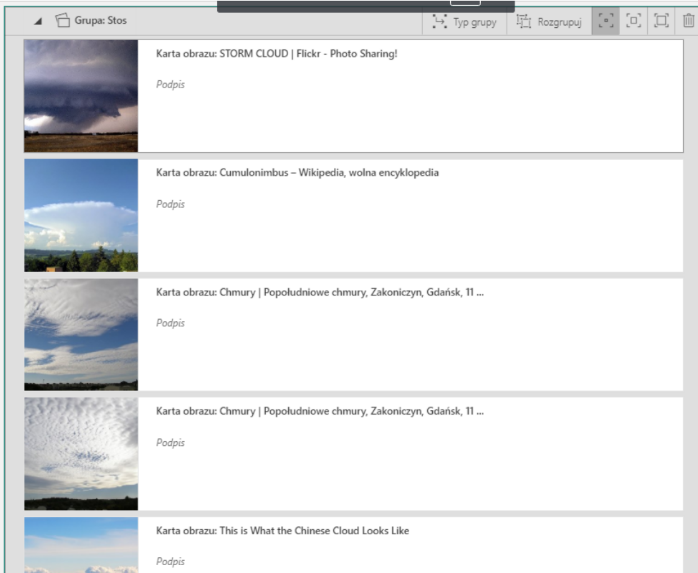 Grupa: Stos
Typ grupy
Rozgrupuj
Karta obrazu: STORM CLOUD | Flickr - Photo Sharing!
Podpis
Karta obrazu: Cumulonimbus – Wikipedia, wolna encyklopedia
Podpis
Karta obrazu: Chmury | Popołudniowe chmury, Zakoniczyn, Gdańsk, 11 ...
Podpis
Karta obrazu: Chmury | Popołudniowe chmury, Zakoniczyn, Gdańsk, 11 ...
Podpis
Karta obrazu: This is What the Chinese Cloud Looks Like
Podpis